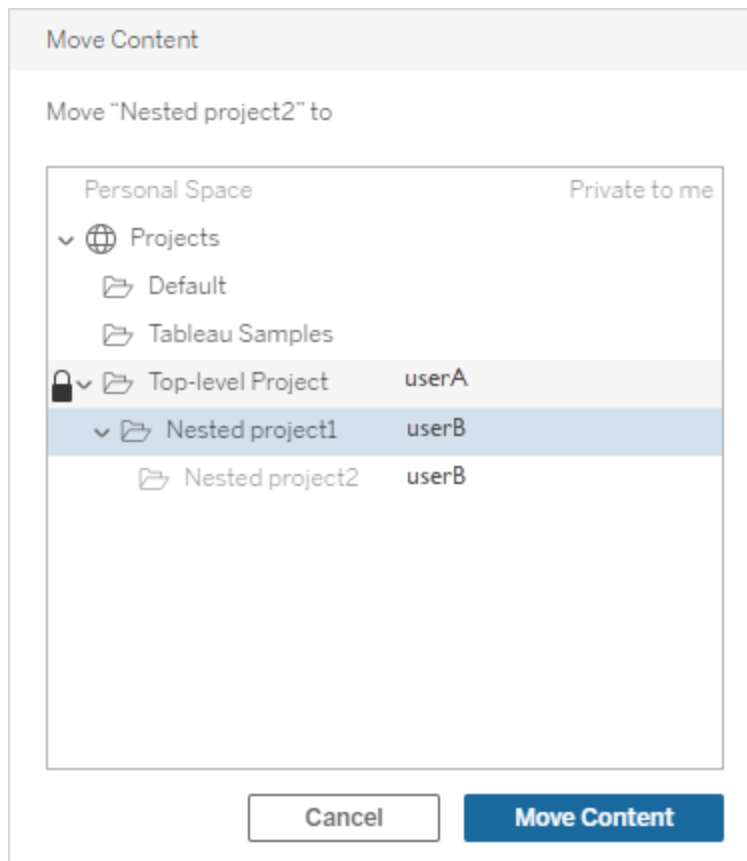 Move Content
Move “Nested project2” to
Personal Space Private to me
Projects
Default
Tableau Samples
Top-level Project userA
Nested project1 userB
Nested project2 userB
Cancel Move Content